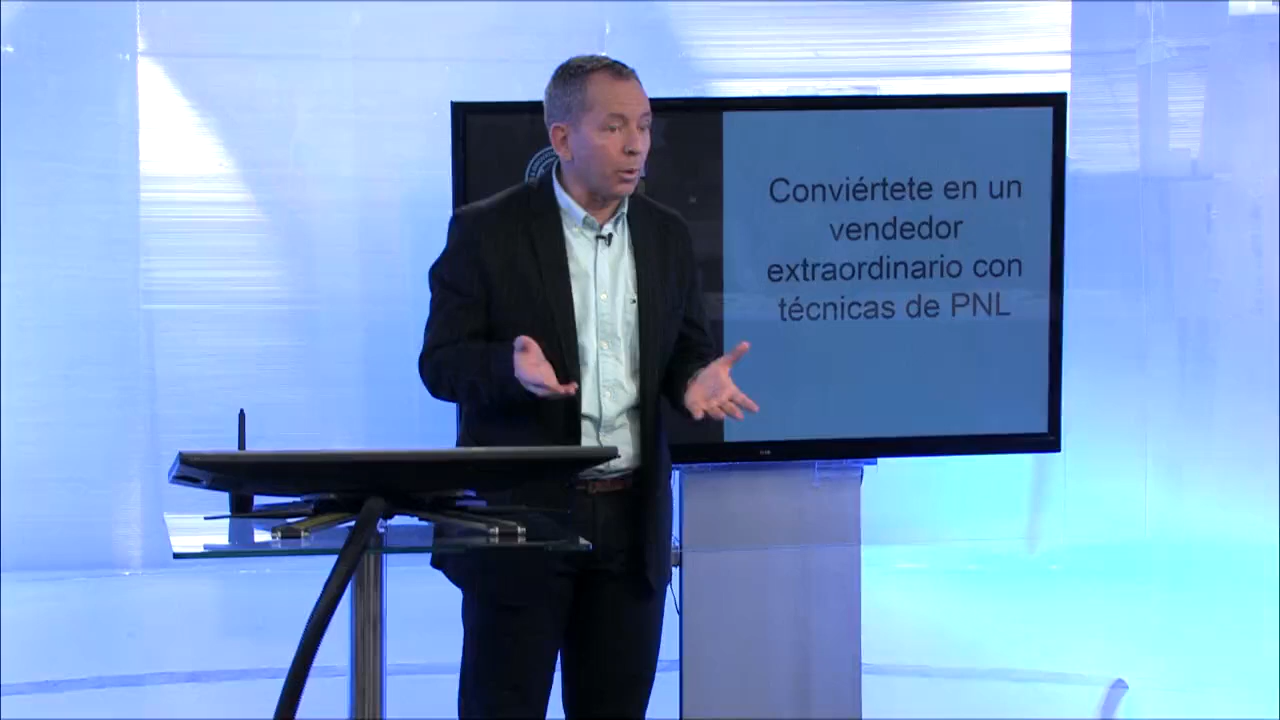 Conviértete en un
vendedor
extraordinario con
técnicas de PNL